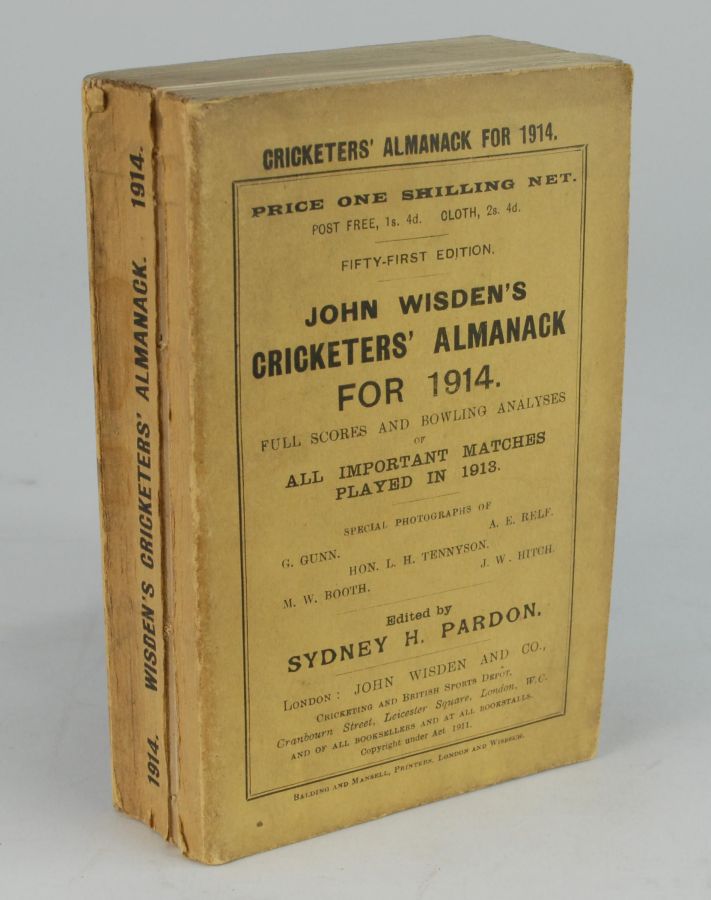 CRICKETERS' ALMANACK FOR 1914.
PRICE ONE SHILLING NET.
POST FREE, 1s. 4d. CLOTH, 2s. 4d.
FIFTY-FIRST EDITION.
JOHN WISDEN'S
CRICKETERS' ALMANACK
FOR 1914.
FULL SCORES AND BOWLING ANALYSES
OF
ALL IMPORTANT MATCHES
PLAYED IN 1913.
SPECIAL PHOTOGRAPHS OF
G. GUNN. A. E. RELF.
HON. L. H. TENNYSON.
M. W. BOOTH. J. W. HITCH.
Edited by
SYDNEY H. PARDON.
LONDON: JOHN WISDEN AND CO.,
CRICKETING AND BRITISH SPORTS DEPOT,
Cranbourn Street, Leicester Square, London, W.C.
AND OF ALL BOOKSELLERS AND AT ALL BOOKSTALLS.
Copyright under Act 1911.
BALDING AND MANSELL, PRINTERS, LONDON AND WISBECH.
1914. WISDEN'S CRICKETERS' ALMANACK. 1914.